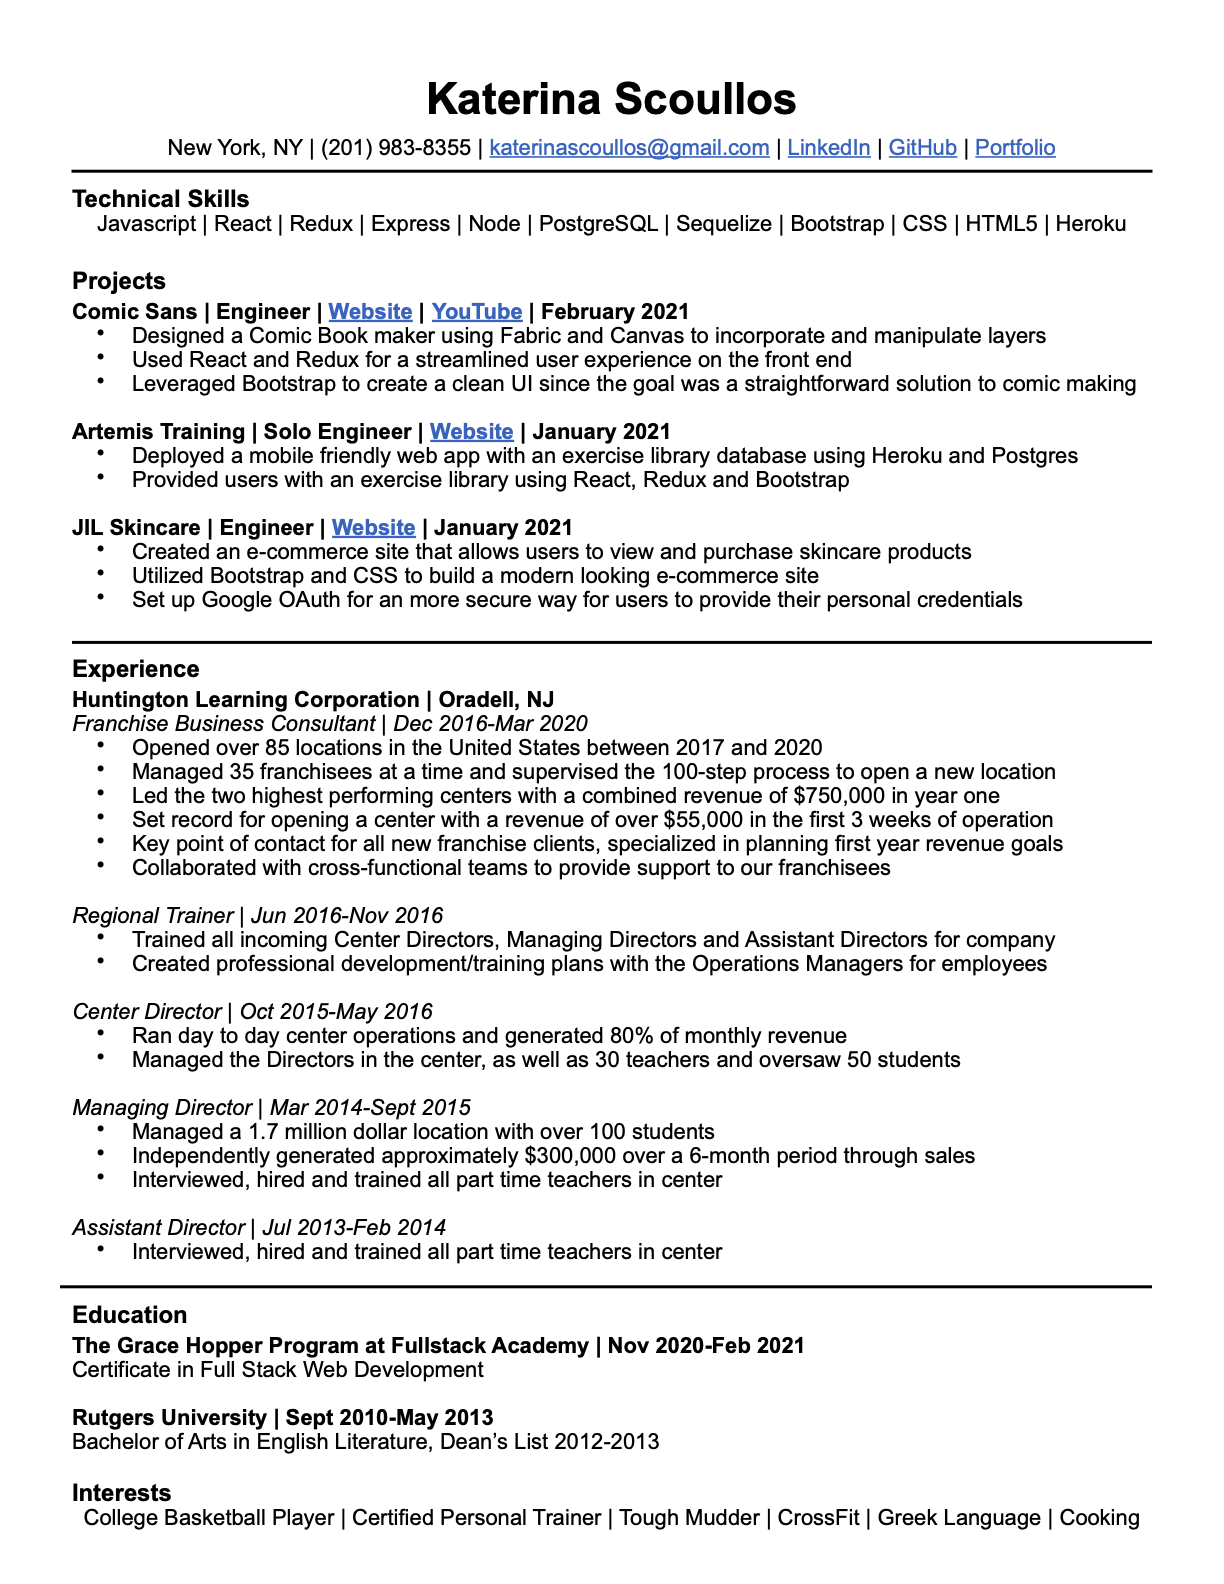 Katerina Scoullos
New York, NY | (201) 983-8355 | katerinascoullos@gmail.com | LinkedIn | GitHub | Portfolio
Technical Skills
Javascript | React | Redux | Express | Node | PostgreSQL | Sequelize | Bootstrap | CSS | HTML5 | Heroku
Projects
Comic Sans | Engineer | Website | YouTube | February 2021
• Designed a Comic Book maker using Fabric and Canvas to incorporate and manipulate layers
• Used React and Redux for a streamlined user experience on the front end
• Leveraged Bootstrap to create a clean UI since the goal was a straightforward solution to comic making
Artemis Training | Solo Engineer | Website | January 2021
• Deployed a mobile friendly web app with an exercise library database using Heroku and Postgres
• Provided users with an exercise library using React, Redux and Bootstrap
JIL Skincare | Engineer | Website | January 2021
• Created an e-commerce site that allows users to view and purchase skincare products
• Utilized Bootstrap and CSS to build a modern looking e-commerce site
• Set up Google OAuth for an more secure way for users to provide their personal credentials
Experience
Huntington Learning Corporation | Oradell, NJ
Franchise Business Consultant | Dec 2016-Mar 2020
• Opened over 85 locations in the United States between 2017 and 2020
• Managed 35 franchisees at a time and supervised the 100-step process to open a new location
• Led the two highest performing centers with a combined revenue of $750,000 in year one
• Set record for opening a center with a revenue of over $55,000 in the first 3 weeks of operation
• Key point of contact for all new franchise clients, specialized in planning first year revenue goals
• Collaborated with cross-functional teams to provide support to our franchisees
Regional Trainer | Jun 2016-Nov 2016
• Trained all incoming Center Directors, Managing Directors and Assistant Directors for company
• Created professional development/training plans with the Operations Managers for employees
Center Director | Oct 2015-May 2016
• Ran day to day center operations and generated 80% of monthly revenue
• Managed the Directors in the center, as well as 30 teachers and oversaw 50 students
Managing Director | Mar 2014-Sept 2015
• Managed a 1.7 million dollar location with over 100 students
• Independently generated approximately $300,000 over a 6-month period through sales
• Interviewed, hired and trained all part time teachers in center
Assistant Director | Jul 2013-Feb 2014
• Interviewed, hired and trained all part time teachers in center
Education
The Grace Hopper Program at Fullstack Academy | Nov 2020-Feb 2021
Certificate in Full Stack Web Development
Rutgers University | Sept 2010-May 2013
Bachelor of Arts in English Literature, Dean’s List 2012-2013
Interests
College Basketball Player | Certified Personal Trainer | Tough Mudder | CrossFit | Greek Language | Cooking